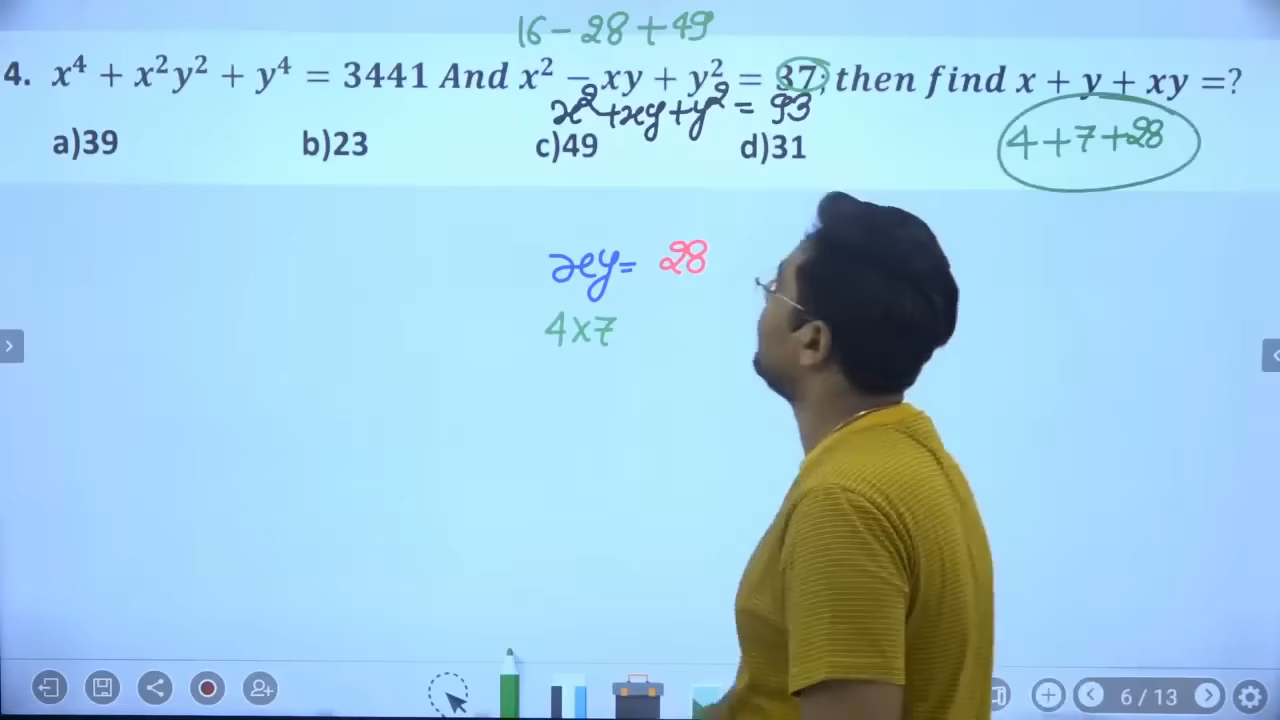 16 - 28 + 49
4. x⁴ + x²y² + y⁴ = 3441 And x² - xy + y² = 37; then find x + y + xy =?
x² + xy + y² = 93
4 + 7 + 28
a)39 b)23 c)49 d)31
xy = 28
4 × 7
6 / 13